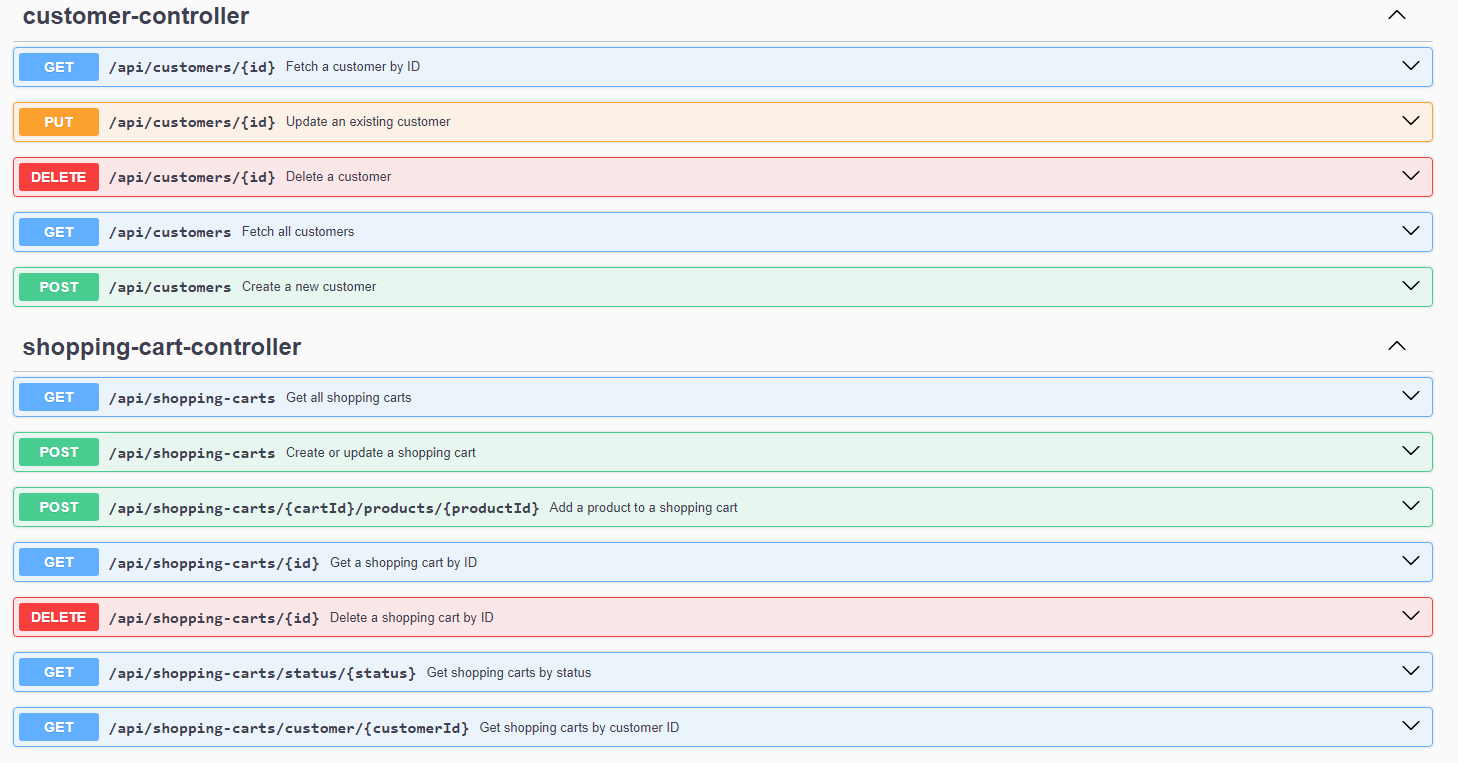 customer-controller
GET /api/customers/{id} Fetch a customer by ID
PUT /api/customers/{id} Update an existing customer
DELETE /api/customers/{id} Delete a customer
GET /api/customers Fetch all customers
POST /api/customers Create a new customer
shopping-cart-controller
GET /api/shopping-carts Get all shopping carts
POST /api/shopping-carts Create or update a shopping cart
POST /api/shopping-carts/{cartId}/products/{productId} Add a product to a shopping cart
GET /api/shopping-carts/{id} Get a shopping cart by ID
DELETE /api/shopping-carts/{id} Delete a shopping cart by ID
GET /api/shopping-carts/status/{status} Get shopping carts by status
GET /api/shopping-carts/customer/{customerId} Get shopping carts by customer ID